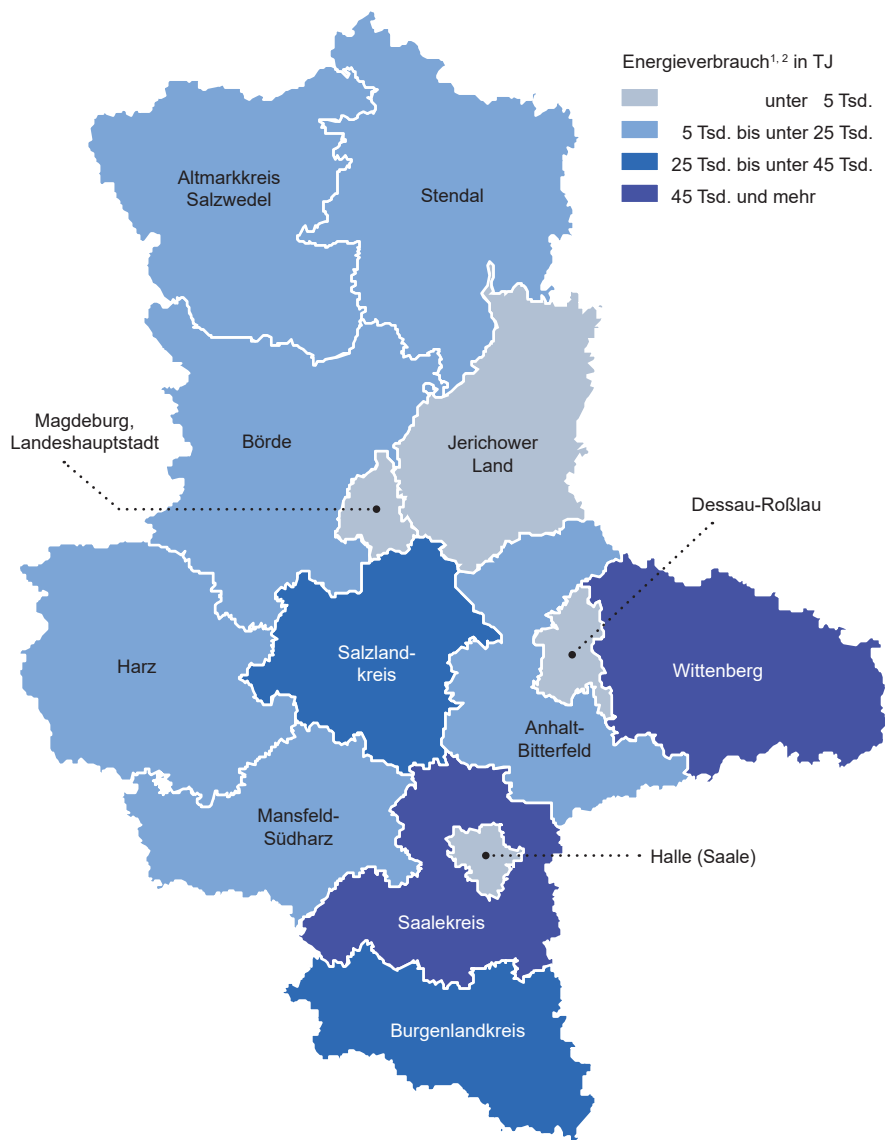 Energieverbrauch¹, ² in TJ
unter 5 Tsd.
5 Tsd. bis unter 25 Tsd.
25 Tsd. bis unter 45 Tsd.
45 Tsd. und mehr
Altmarkkreis
Salzwedel
Stendal
Magdeburg,
Landeshauptstadt
Börde
Jerichower
Land
Dessau-Roßlau
Harz
Salzland-
kreis
Wittenberg
Anhalt-
Bitterfeld
Mansfeld-
Südharz
Halle (Saale)
Saalekreis
Burgenlandkreis